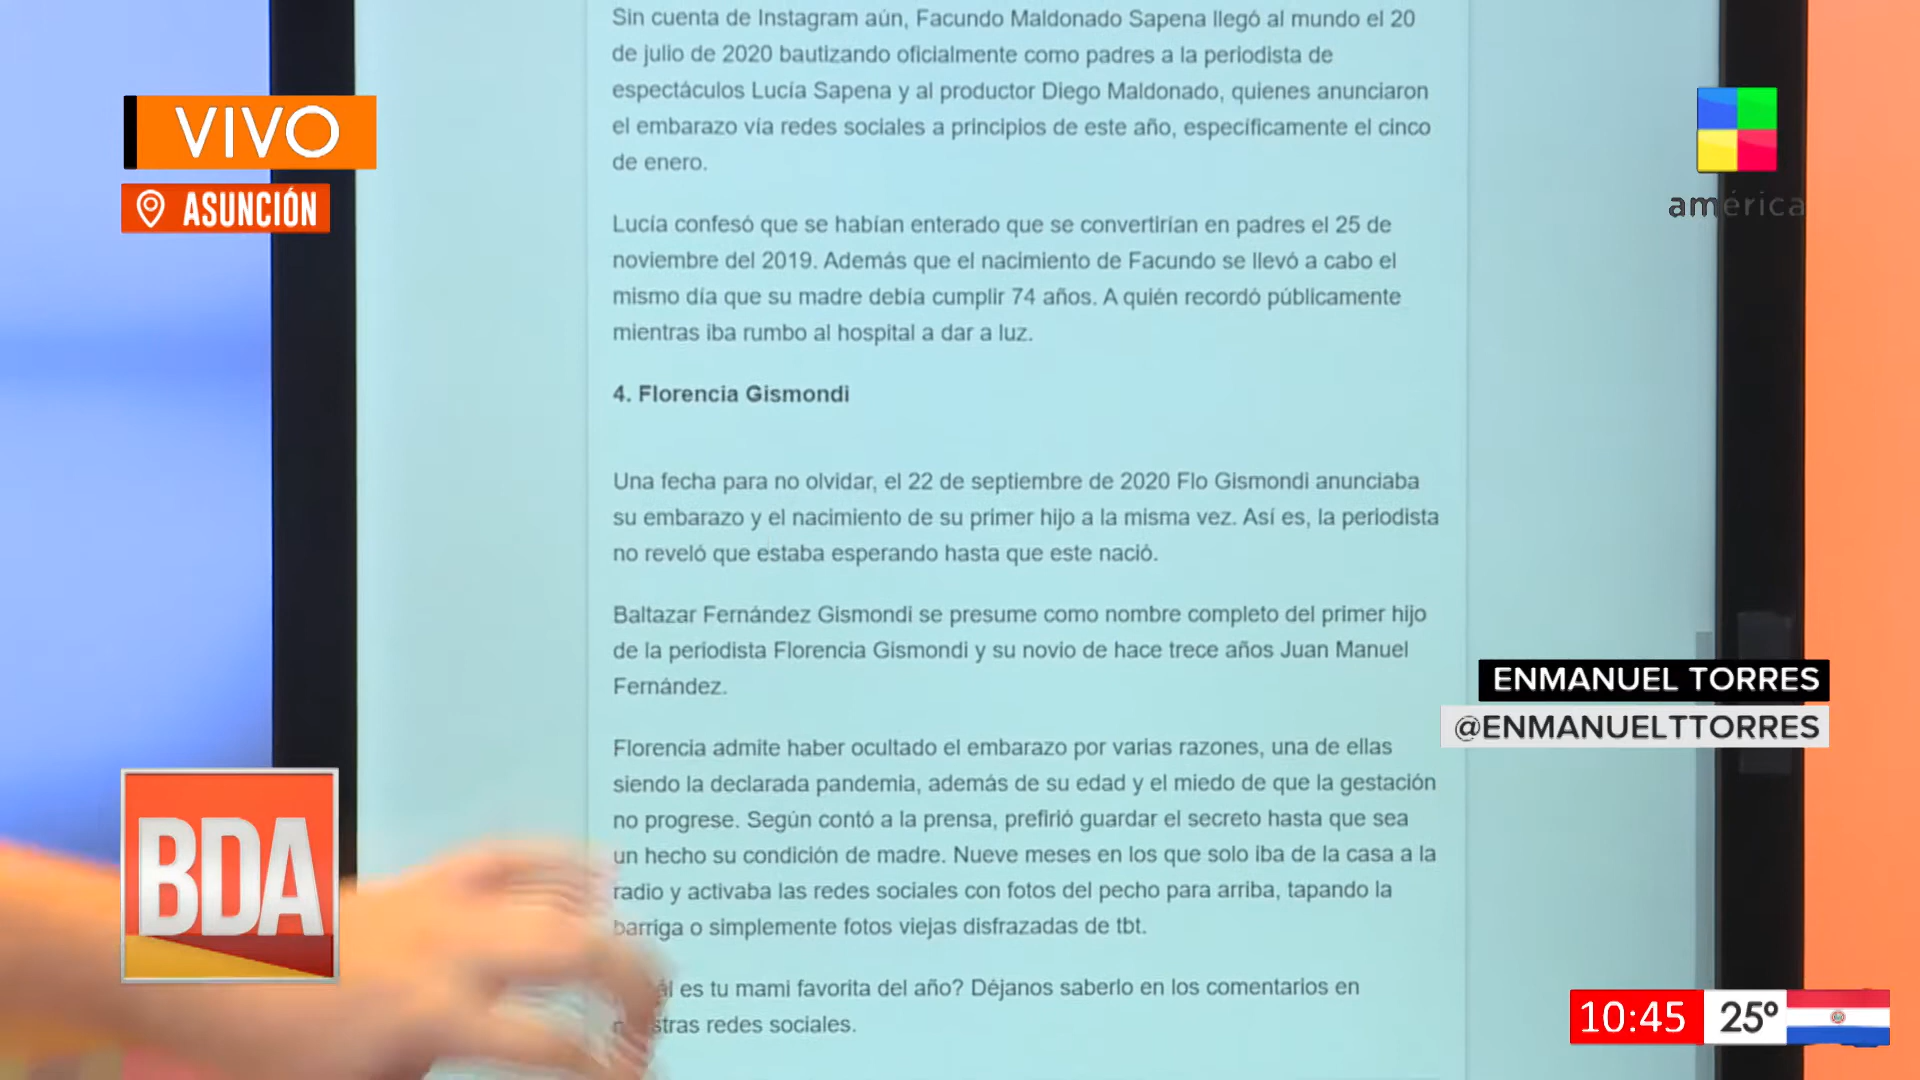 Sin cuenta de Instagram aún, Facundo Maldonado Sapena llegó al mundo el 20
de julio de 2020 bautizando oficialmente como padres a la periodista de
espectáculos Lucía Sapena y al productor Diego Maldonado, quienes anunciaron
el embarazo vía redes sociales a principios de este año, específicamente el cinco
de enero.
VIVO
ASUNCIÓN
américa
Lucía confesó que se habían enterado que se convertirían en padres el 25 de
noviembre del 2019. Además que el nacimiento de Facundo se llevó a cabo el
mismo día que su madre debía cumplir 74 años. A quién recordó públicamente
mientras iba rumbo al hospital a dar a luz.
4. Florencia Gismondi
Una fecha para no olvidar, el 22 de septiembre de 2020 Flo Gismondi anunciaba
su embarazo y el nacimiento de su primer hijo a la misma vez. Así es, la periodista
no reveló que estaba esperando hasta que este nació.
Baltazar Fernández Gismondi se presume como nombre completo del primer hijo
de la periodista Florencia Gismondi y su novio de hace trece años Juan Manuel
Fernández.
ENMANUEL TORRES
@ENMANUELTTORRES
Florencia admite haber ocultado el embarazo por varias razones, una de ellas
siendo la declarada pandemia, además de su edad y el miedo de que la gestación
no progrese. Según contó a la prensa, prefirió guardar el secreto hasta que sea
un hecho su condición de madre. Nueve meses en los que solo iba de la casa a la
radio y activaba las redes sociales con fotos del pecho para arriba, tapando la
barriga o simplemente fotos viejas disfrazadas de tbt.
BDA
es tu mami favorita del año? Déjanos saberlo en los comentarios en
redes sociales.
10:45 25º